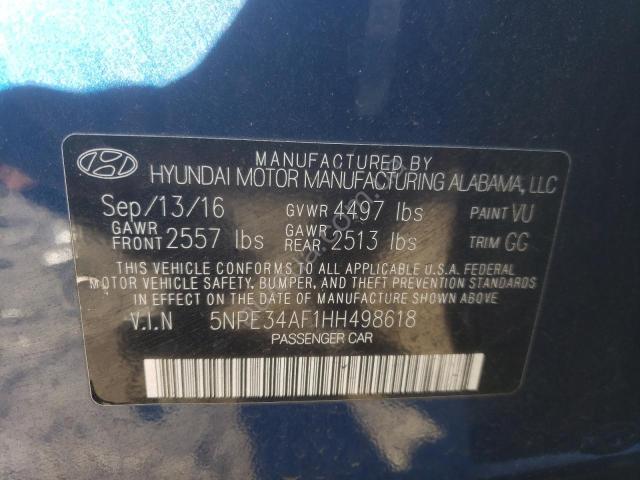 MANUFACTURED BY
HYUNDAI MOTOR MANUFACTURING ALABAMA, LLC
Sep/13/16 GVWR 4497 lbs PAINT VU
GAWR FRONT 2557 lbs GAWR REAR 2513 lbs TRIM GG
THIS VEHICLE CONFORMS TO ALL APPLICABLE U.S.A. FEDERAL
MOTOR VEHICLE SAFETY, BUMPER, AND THEFT PREVENTION STANDARDS
IN EFFECT ON THE DATE OF MANUFACTURE SHOWN ABOVE.
V.I.N 5NPE34AF1HH498618
PASSENGER CAR